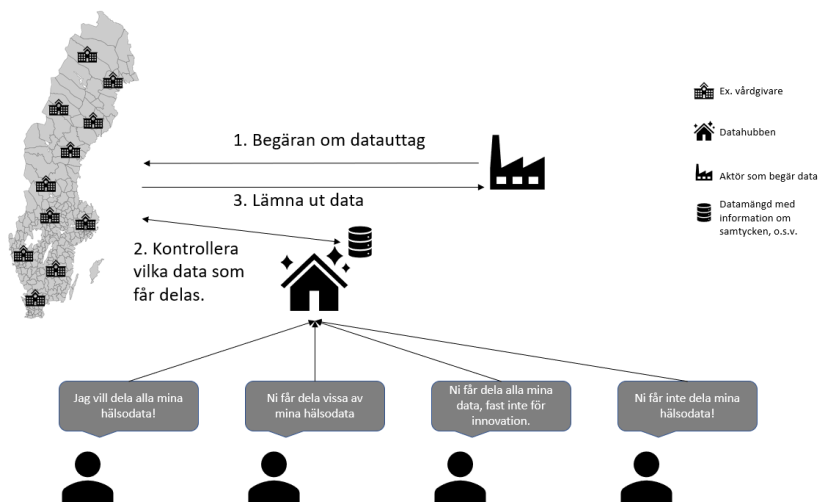 1. Begäran om datauttag
3. Lämna ut data
2. Kontrollera
vilka data som
får delas.
Ex. vårdgivare
Datahubben
Aktör som begär data
Datamängd med
information om
samtycken, o.s.v.
Jag vill dela alla mina
hälsodata!
Ni får dela vissa av
mina hälsodata
Ni får dela alla mina
data, fast inte för
innovation.
Ni får inte dela mina
hälsodata!